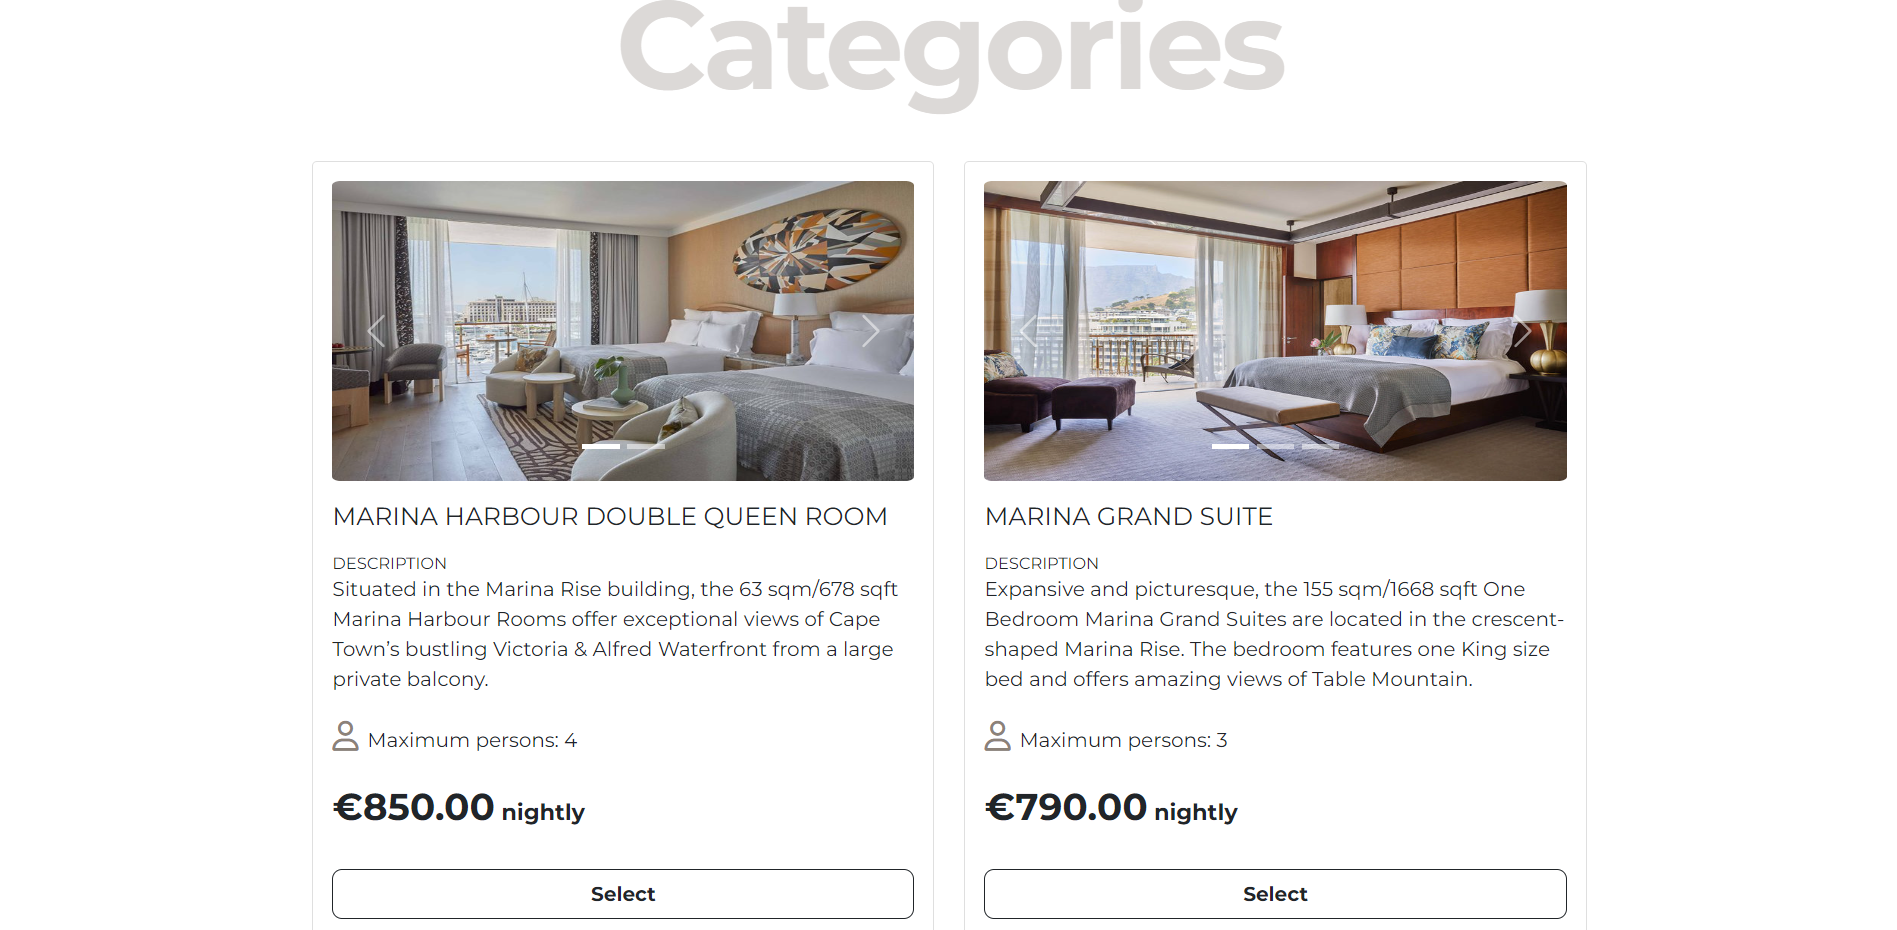 Categories
MARINA HARBOUR DOUBLE QUEEN ROOM
DESCRIPTION
Situated in the Marina Rise building, the 63 sqm/678 sqft
Marina Harbour Rooms offer exceptional views of Cape
Town’s bustling Victoria & Alfred Waterfront from a large
private balcony.
Maximum persons: 4
€850.00 nightly
Select
MARINA GRAND SUITE
DESCRIPTION
Expansive and picturesque, the 155 sqm/1668 sqft One
Bedroom Marina Grand Suites are located in the crescent-
shaped Marina Rise. The bedroom features one King size
bed and offers amazing views of Table Mountain.
Maximum persons: 3
€790.00 nightly
Select